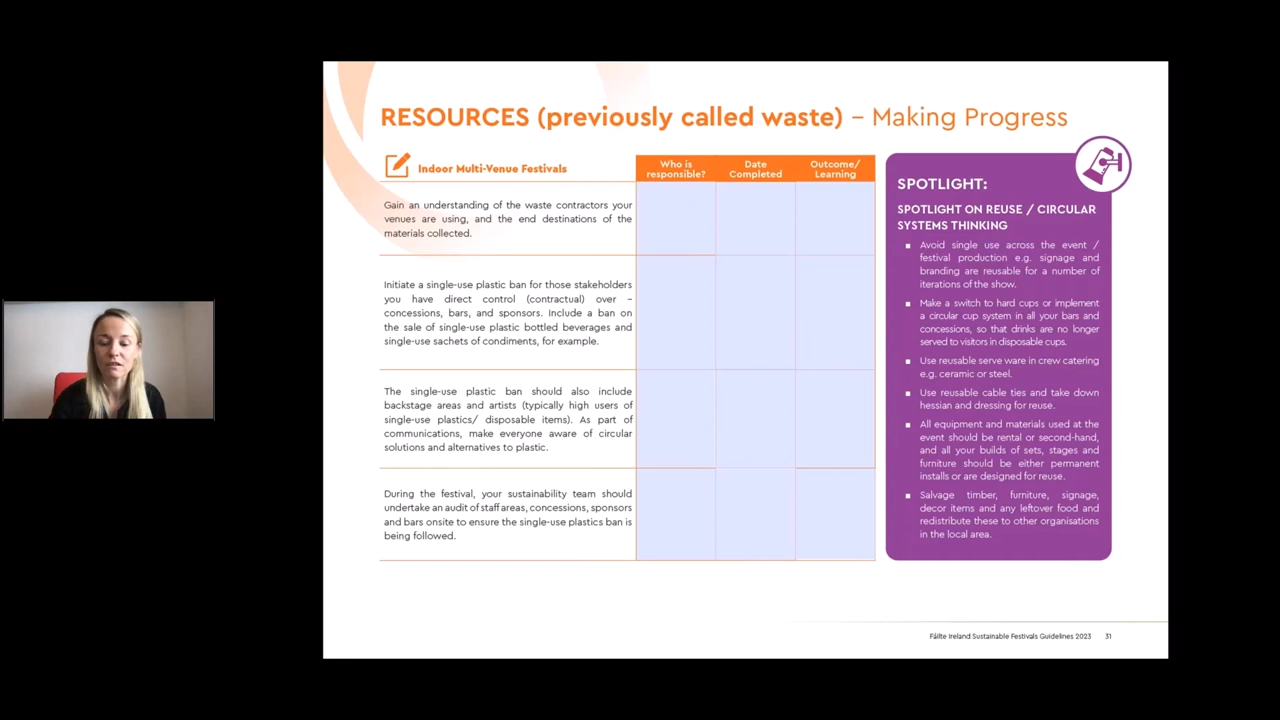 RESOURCES (previously called waste) – Making Progress
Indoor Multi-Venue Festivals
Who is
responsible?
Date
Completed
Outcome/
Learning
Gain an understanding of the waste contractors your
venues are using, and the end destinations of the
materials collected.
Initiate a single-use plastic ban for those stakeholders
you have direct control (contractual) over –
concessions, bars, and sponsors. Include a ban on
the sale of single-use plastic bottled beverages and
single-use sachets of condiments, for example.
The single-use plastic ban should also include
backstage areas and artists (typically high users of
single-use plastics/ disposable items). As part of
communications, make everyone aware of circular
solutions and alternatives to plastic.
During the festival, your sustainability team should
undertake an audit of staff areas, concessions, sponsors
and bars onsite to ensure the single-use plastics ban is
being followed.
SPOTLIGHT:
SPOTLIGHT ON REUSE / CIRCULAR
SYSTEMS THINKING
▪ Avoid single use across the event /
festival production e.g. signage and
branding are reusable for a number of
iterations of the show.
▪ Make a switch to hard cups or implement
a circular cup system in all your bars and
concessions, so that drinks are no longer
served to visitors in disposable cups.
▪ Use reusable serve ware in crew catering
e.g. ceramic or steel.
▪ Use reusable cable ties and take down
hessian and dressing for reuse.
▪ All equipment and materials used at the
event should be rental or second-hand,
and all your builds of sets, stages and
furniture should be either permanent
installs or are designed for reuse.
▪ Salvage timber, furniture, signage,
decor items and any leftover food and
redistribute these to other organisations
in the local area.
Fáilte Ireland Sustainable Festivals Guidelines 2023 31